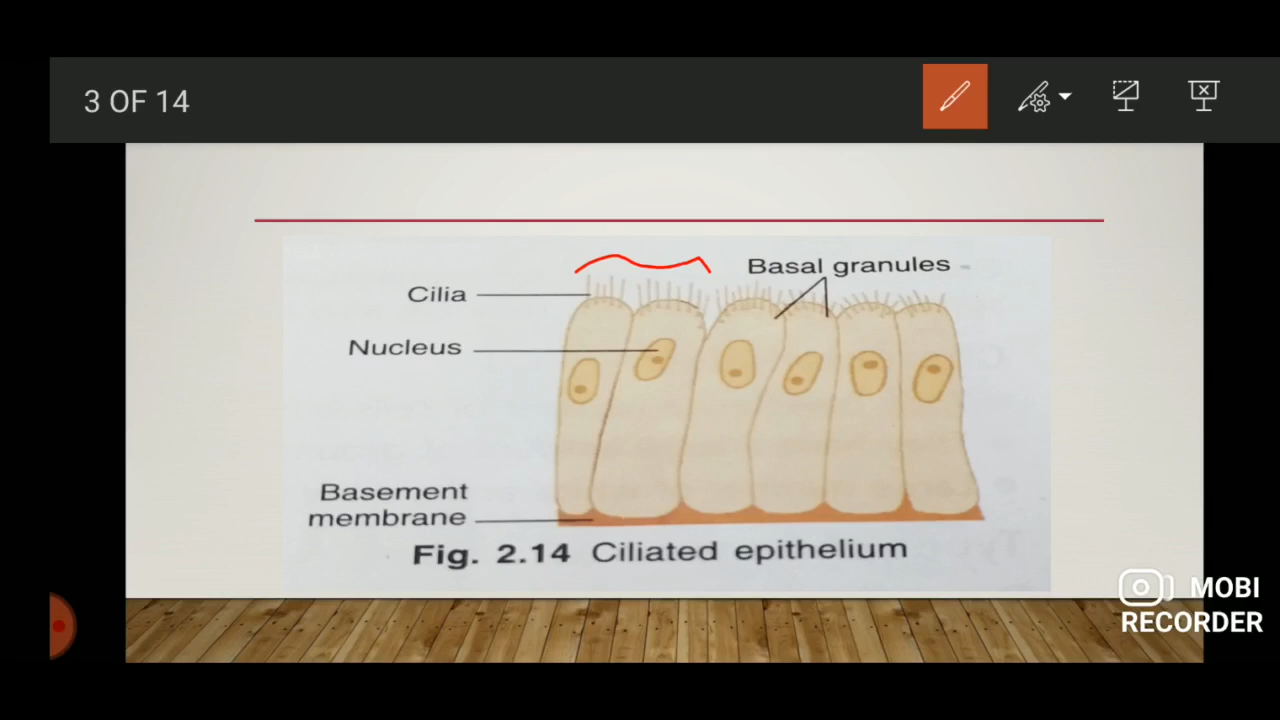 3 OF 14
Basal granules
Cilia
Nucleus
Basement
membrane
Fig. 2.14 Ciliated epithelium
MOBI
RECORDER